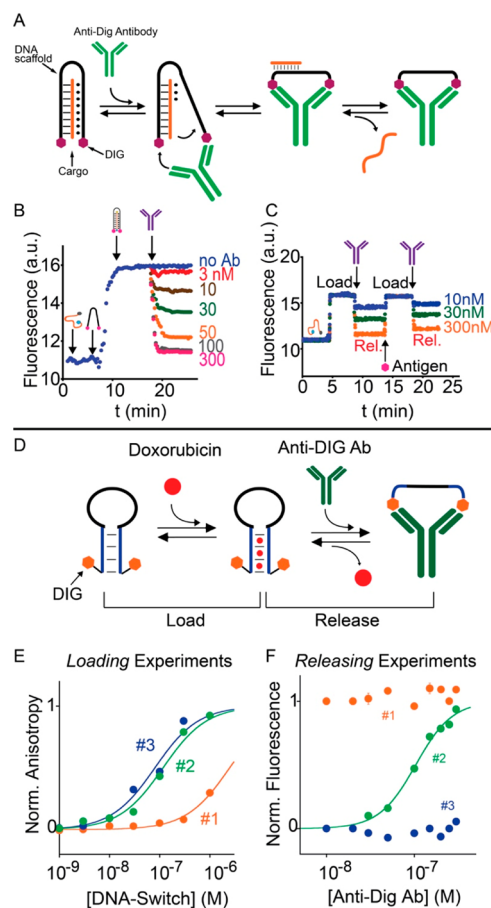 A
Anti-Dig Antibody
DNA
scaffold
DIG
Cargo
B
Fluorescence (a.u.)
16
14
12
10
no Ab
3 nM
10
30
50
100
300
0
10
20
t (min)
C
Fluorescence (a.u.)
20
15
10
Load
Load
10nM
30nM
300nM
Rel.
Rel.
Antigen
0
5
10
15
20
25
t (min)
D
Doxorubicin
Anti-DIG Ab
DIG
Load
Release
E
Loading Experiments
Norm. Anisotropy
1
0
#3
#2
#1
10-9
10-8
10-7
10-6
[DNA-Switch] (M)
F
Releasing Experiments
Norm. Fluorescence
1
0
#1
#2
#3
10-8
10-7
[Anti-Dig Ab] (M)